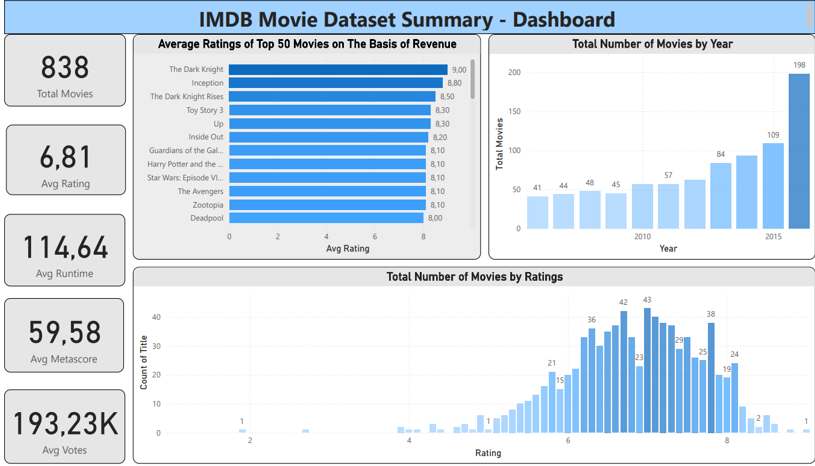 IMDB Movie Dataset Summary - Dashboard
838
Total Movies
6,81
Avg Rating
114,64
Avg Runtime
59,58
Avg Metascore
193,23K
Avg Votes
Average Ratings of Top 50 Movies on The Basis of Revenue
The Dark Knight 9,00
Inception 8,80
The Dark Knight Rises 8,50
Toy Story 3 8,30
Up 8,30
Inside Out 8,20
Guardians of the Gal... 8,10
Harry Potter and the ... 8,10
Star Wars: Episode VI... 8,10
The Avengers 8,10
Zootopia 8,10
Deadpool 8,00
0 2 4 6 8
Avg Rating
Total Number of Movies by Year
Total Movies
200
150
100
50
0
41 44 48 45 57 84 109 198
2010 2015
Year
Total Number of Movies by Ratings
Count of Title
40
30
20
10
0
1 1 21 15 36 42 23 43 29 25 38 19 24 2 1
2 4 6 8
Rating